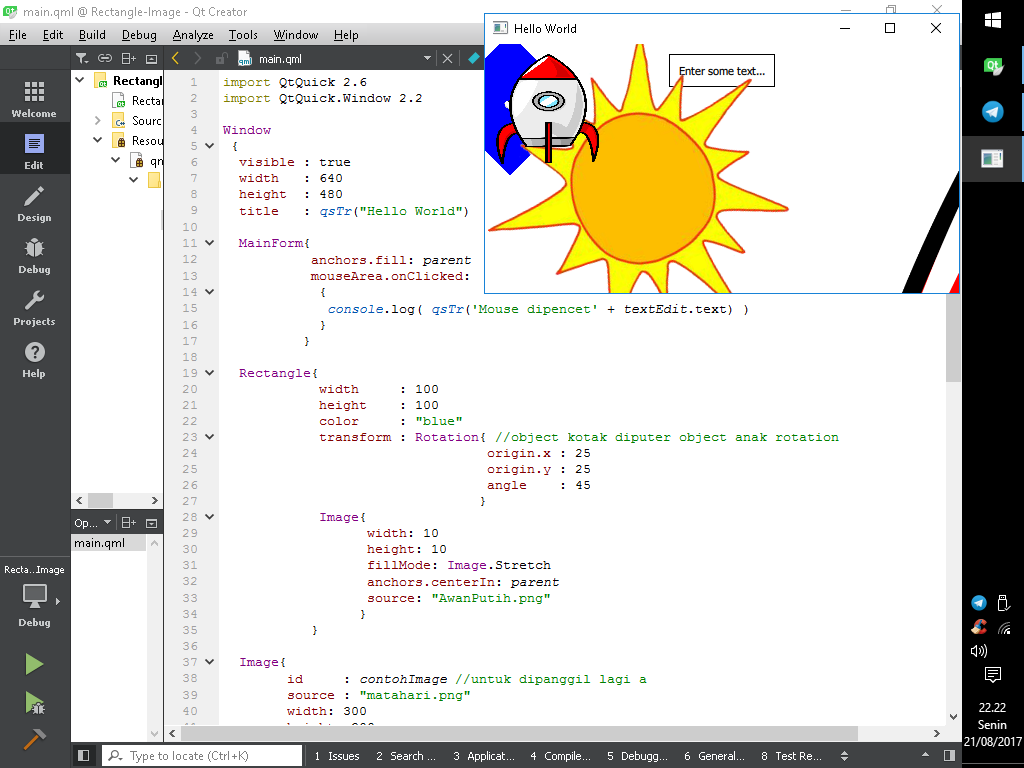 main.qml @ Rectangle-Image - Qt Creator
File Edit Build Debug Analyze Tools Window Help
Hello World
Enter some text...
main.qml
Welcome
Edit
Design
Debug
Projects
Help
Rectangl
Rectar
Sourc
Resou
qn
Op...
main.qml
Recta..Image
Debug
1 import QtQuick 2.6
2 import QtQuick.Window 2.2
3
4 Window
5 {
6 visible : true
7 width : 640
8 height : 480
9 title : qsTr("Hello World")
10
11 MainForm{
12 anchors.fill: parent
13 mouseArea.onClicked:
14 {
15 console.log( qsTr('Mouse dipencet' + textEdit.text) )
16 }
17 }
18
19 Rectangle{
20 width : 100
21 height : 100
22 color : "blue"
23 transform : Rotation{ //object kotak diputer object anak rotation
24 origin.x : 25
25 origin.y : 25
26 angle : 45
27 }
28 Image{
29 width: 10
30 height: 10
31 fillMode: Image.Stretch
32 anchors.centerIn: parent
33 source: "AwanPutih.png"
34 }
35 }
36
37 Image{
38 id : contohImage //untuk dipanggil lagi a
39 source : "matahari.png"
40 width: 300
Type to locate (Ctrl+K)
1 Issues 2 Search ... 3 Applicat... 4 Compile... 5 Debugg... 6 General... 8 Test Re...
22.22
Senin
21/08/2017